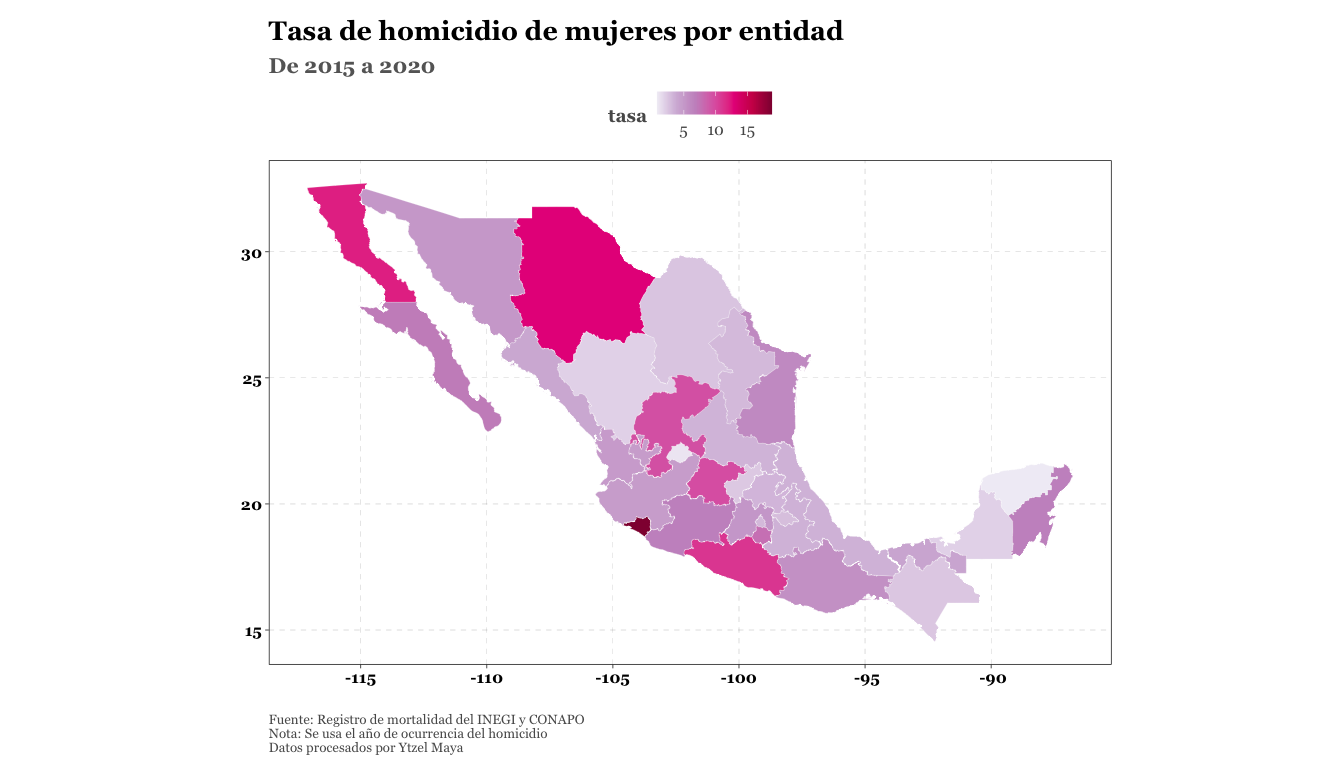 Tasa de homicidio de mujeres por entidad
De 2015 a 2020
tasa
5 10 15
30
25
20
15
-115 -110 -105 -100 -95 -90
Fuente: Registro de mortalidad del INEGI y CONAPO
Nota: Se usa el año de ocurrencia del homicidio
Datos procesados por Ytzel Maya